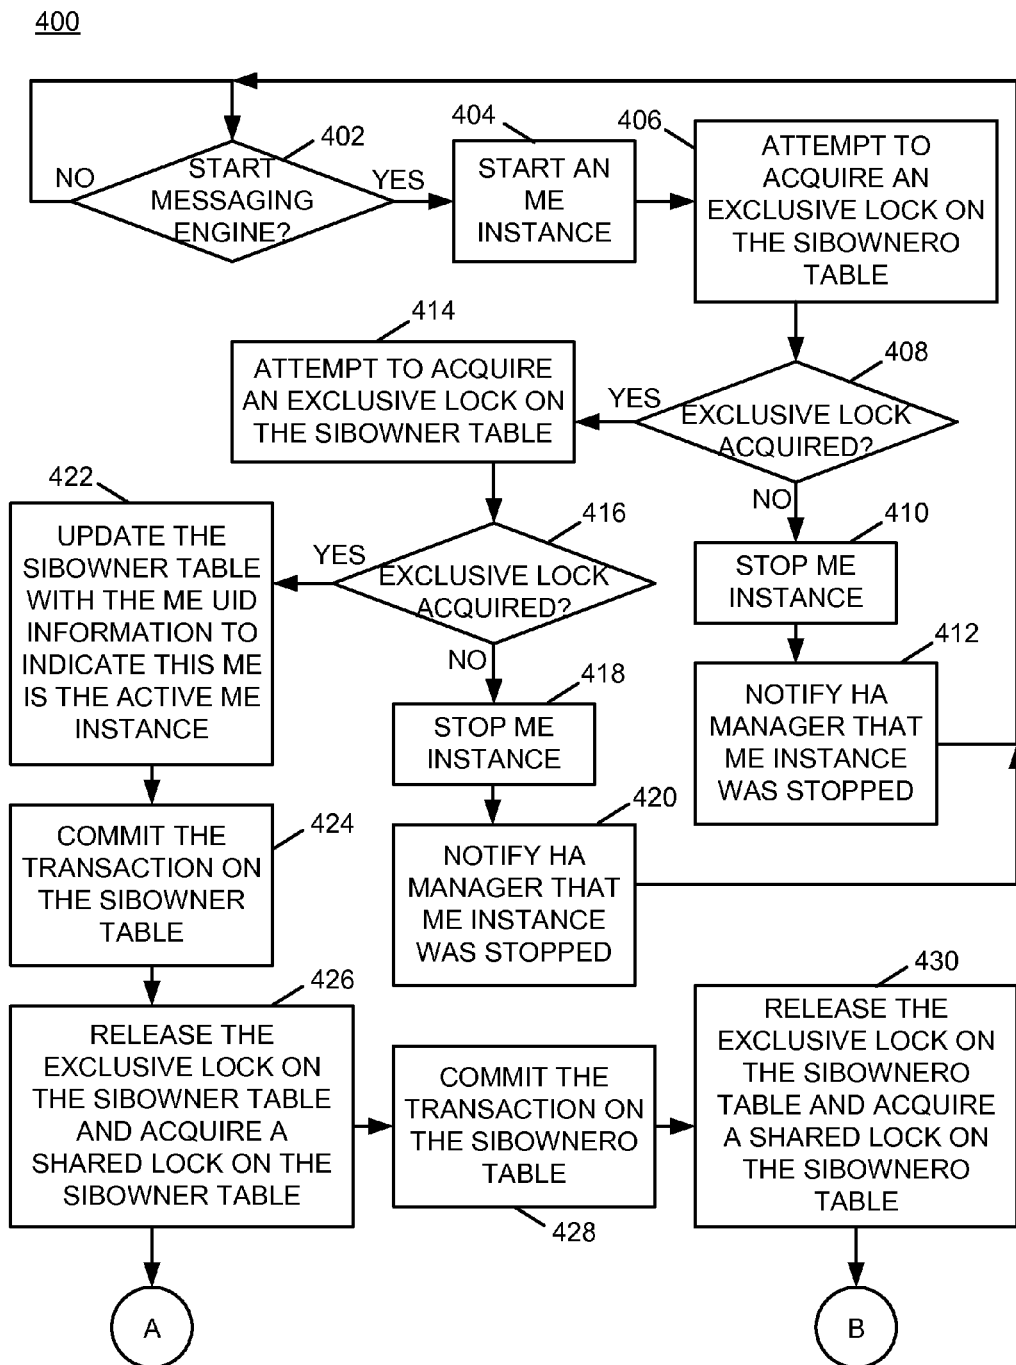 400
402
START
MESSAGING
ENGINE?
NO
YES
404
START AN
ME
INSTANCE
406
ATTEMPT TO
ACQUIRE AN
EXCLUSIVE LOCK ON
THE SIBOWNERO
TABLE
408
EXCLUSIVE LOCK
ACQUIRED?
YES
NO
410
STOP ME
INSTANCE
412
NOTIFY HA
MANAGER THAT
ME INSTANCE
WAS STOPPED
414
ATTEMPT TO ACQUIRE
AN EXCLUSIVE LOCK ON
THE SIBOWNER TABLE
416
EXCLUSIVE LOCK
ACQUIRED?
YES
NO
418
STOP ME
INSTANCE
420
NOTIFY HA
MANAGER THAT
ME INSTANCE
WAS STOPPED
422
UPDATE THE
SIBOWNER TABLE
WITH THE ME UID
INFORMATION TO
INDICATE THIS ME
IS THE ACTIVE ME
INSTANCE
424
COMMIT THE
TRANSACTION ON
THE SIBOWNER
TABLE
426
RELEASE THE
EXCLUSIVE LOCK ON
THE SIBOWNER TABLE
AND ACQUIRE A
SHARED LOCK ON THE
SIBOWNER TABLE
COMMIT THE
TRANSACTION ON
THE SIBOWNERO
TABLE
428
430
RELEASE THE
EXCLUSIVE LOCK ON
THE SIBOWNERO
TABLE AND ACQUIRE
A SHARED LOCK ON
THE SIBOWNERO
TABLE
A
B